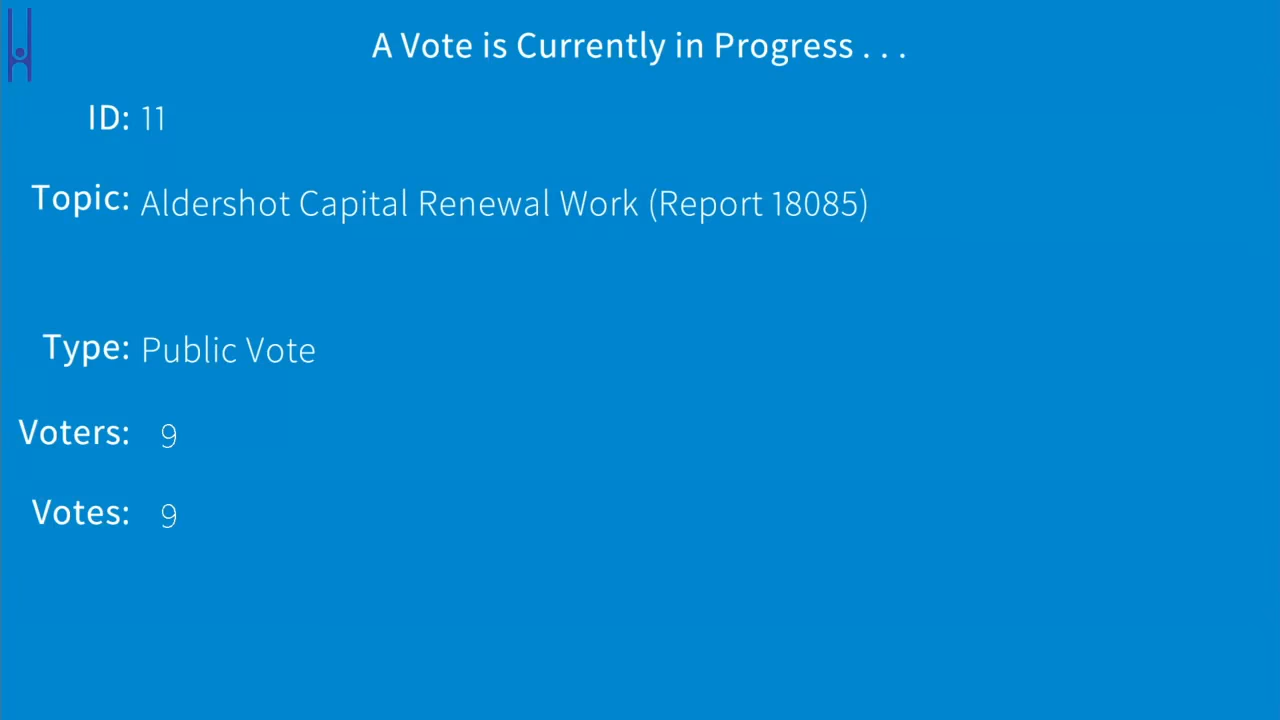 A Vote is Currently in Progress . . .
ID: 11
Topic: Aldershot Capital Renewal Work (Report 18085)
Type: Public Vote
Voters: 9
Votes: 9